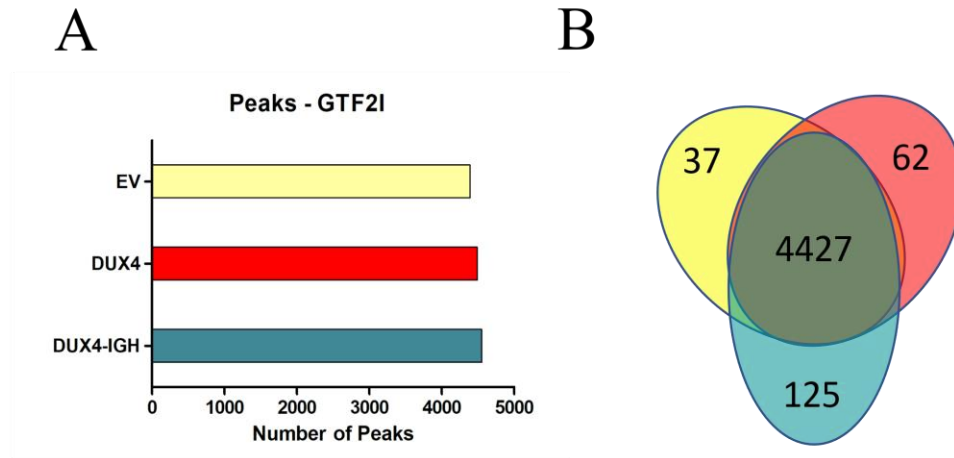 A
B
Peaks - GTF2I
EV
DUX4
DUX4-IGH
0 1000 2000 3000 4000 5000
Number of Peaks
37
62
4427
125